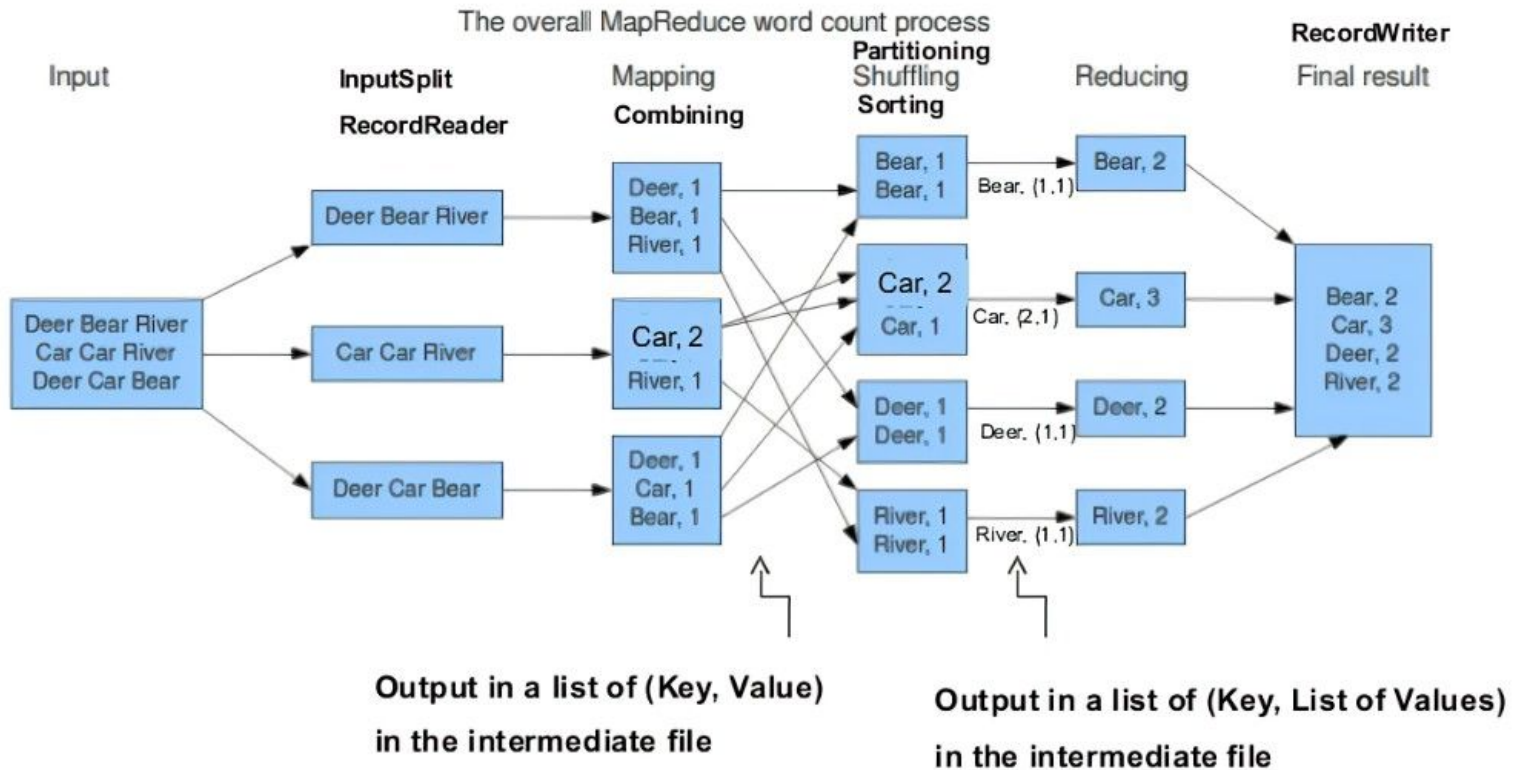 The overall MapReduce word count process
Input
InputSplit
RecordReader
Mapping
Combining
Partitioning
Shuffling
Sorting
Reducing
RecordWriter
Final result
Deer Bear River
Car Car River
Deer Car Bear
Deer Bear River
Car Car River
Deer Car Bear
Deer, 1
Bear, 1
River, 1
Car, 2
River, 1
Deer, 1
Car, 1
Bear, 1
Bear, 1
Bear, 1
Car, 2
Car, 1
Deer, 1
Deer, 1
River, 1
River, 1
Bear, (1,1)
Car, (2,1)
Deer, (1,1)
River, (1,1)
Bear, 2
Car, 3
Deer, 2
River, 2
Bear, 2
Car, 3
Deer, 2
River, 2
Output in a list of (Key, Value)
in the intermediate file
Output in a list of (Key, List of Values)
in the intermediate file